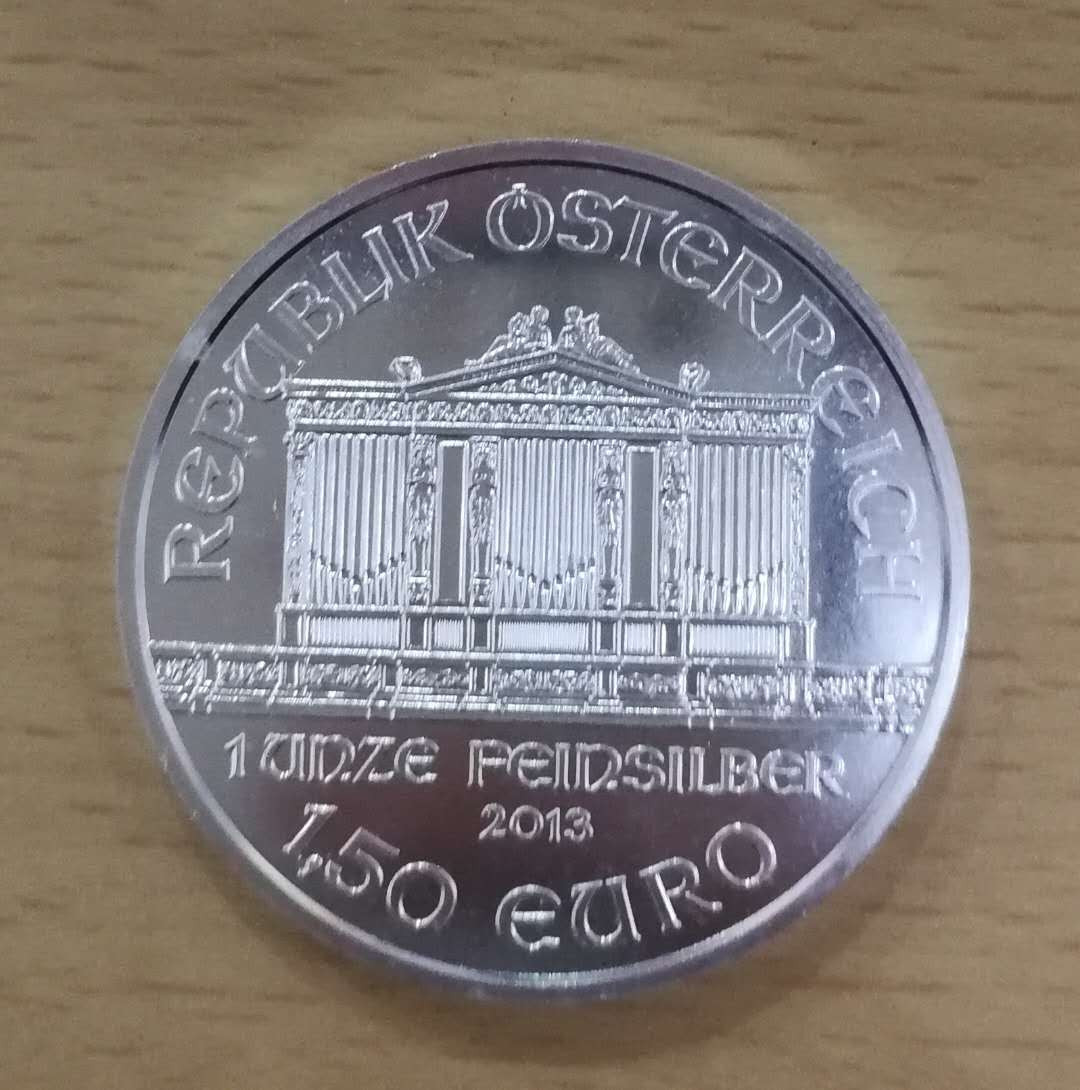 REPUBLIK ÖSTERREICH
1 UNZE FEINSILBER
2013
1,50 EURO